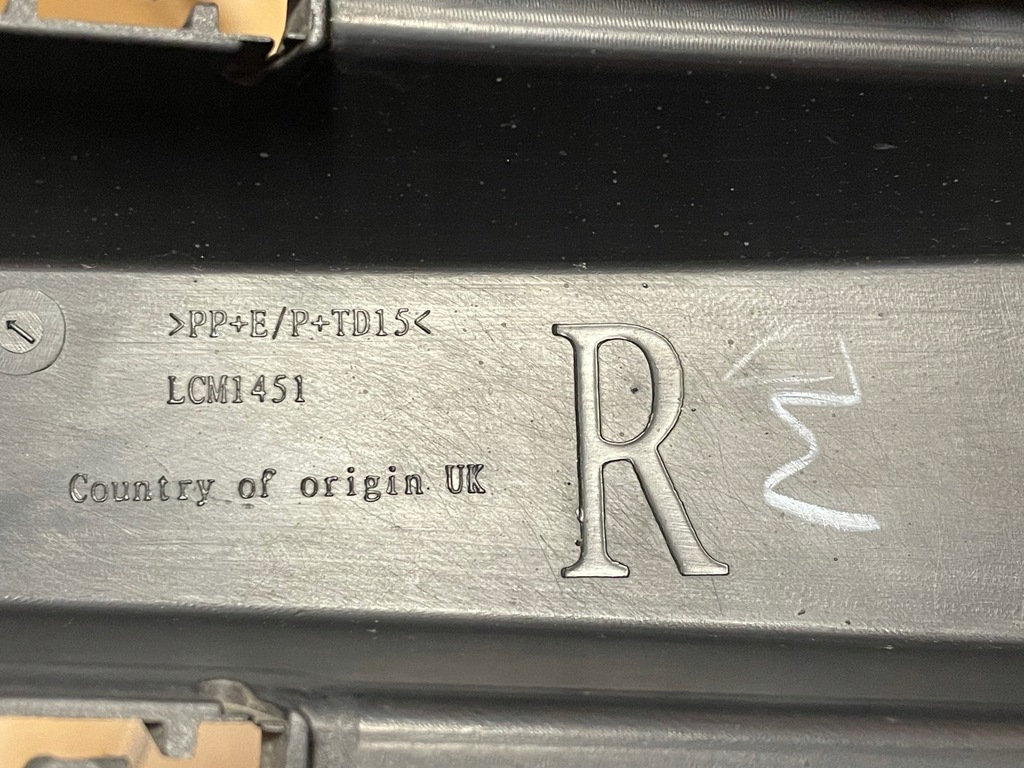 >PP+E/P+TD15<
LCM1451
Country of origin UK
R